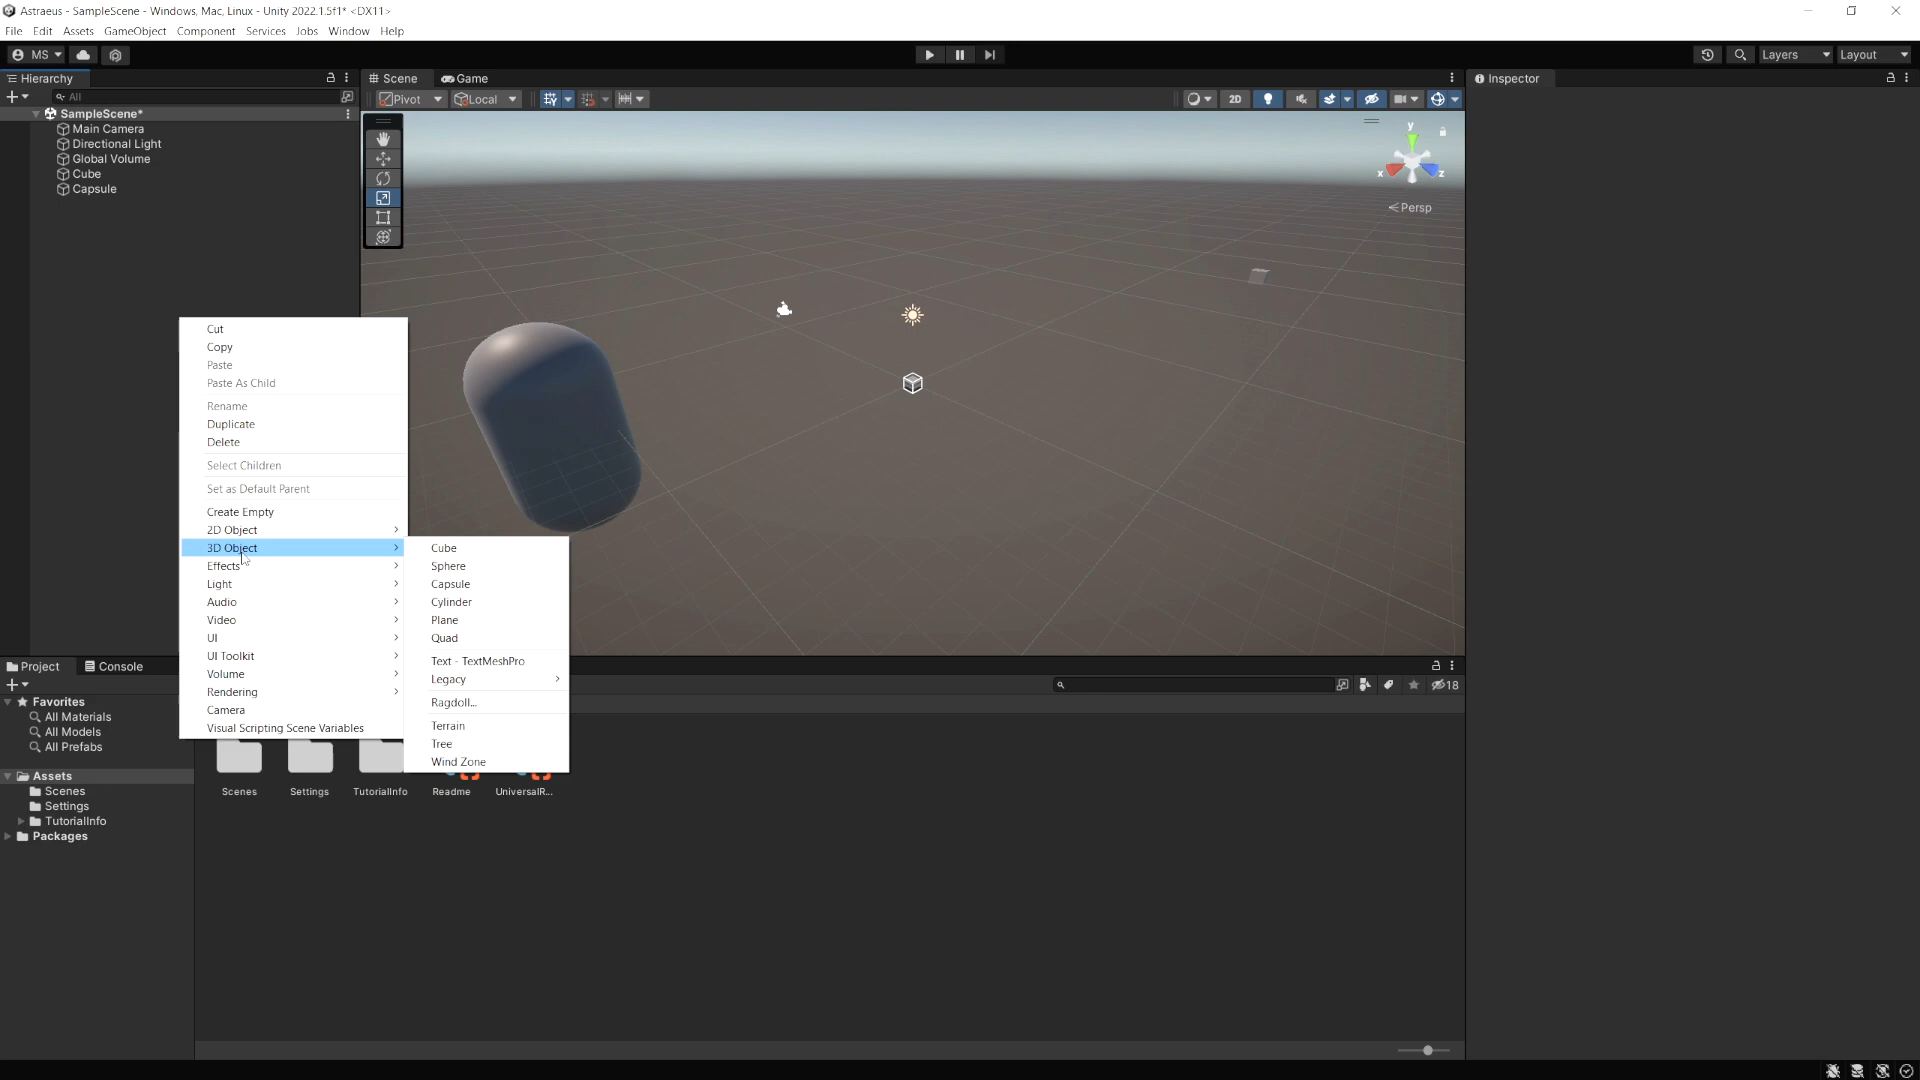 Astraeus - SampleScene - Windows, Mac, Linux - Unity 2022.1.5f1* <DX11>
File Edit Assets GameObject Component Services Jobs Window Help
MS Layers Layout
Hierarchy Scene Game Inspector
All Pivot Local 2D
SampleScene*
Main Camera
Directional Light
Global Volume
Cube
Capsule
y
x z
Persp
Cut
Copy
Paste
Paste As Child
Rename
Duplicate
Delete
Select Children
Set as Default Parent
Create Empty
2D Object
3D Object
Effects
Light
Audio
Video
UI
UI Toolkit
Volume
Rendering
Camera
Visual Scripting Scene Variables
Cube
Sphere
Capsule
Cylinder
Plane
Quad
Text - TextMeshPro
Legacy
Ragdoll...
Terrain
Tree
Wind Zone
Project Console
18
Favorites
All Materials
All Models
All Prefabs
Assets
Scenes
Settings
TutorialInfo
Packages
Scenes Settings TutorialInfo Readme UniversalR...